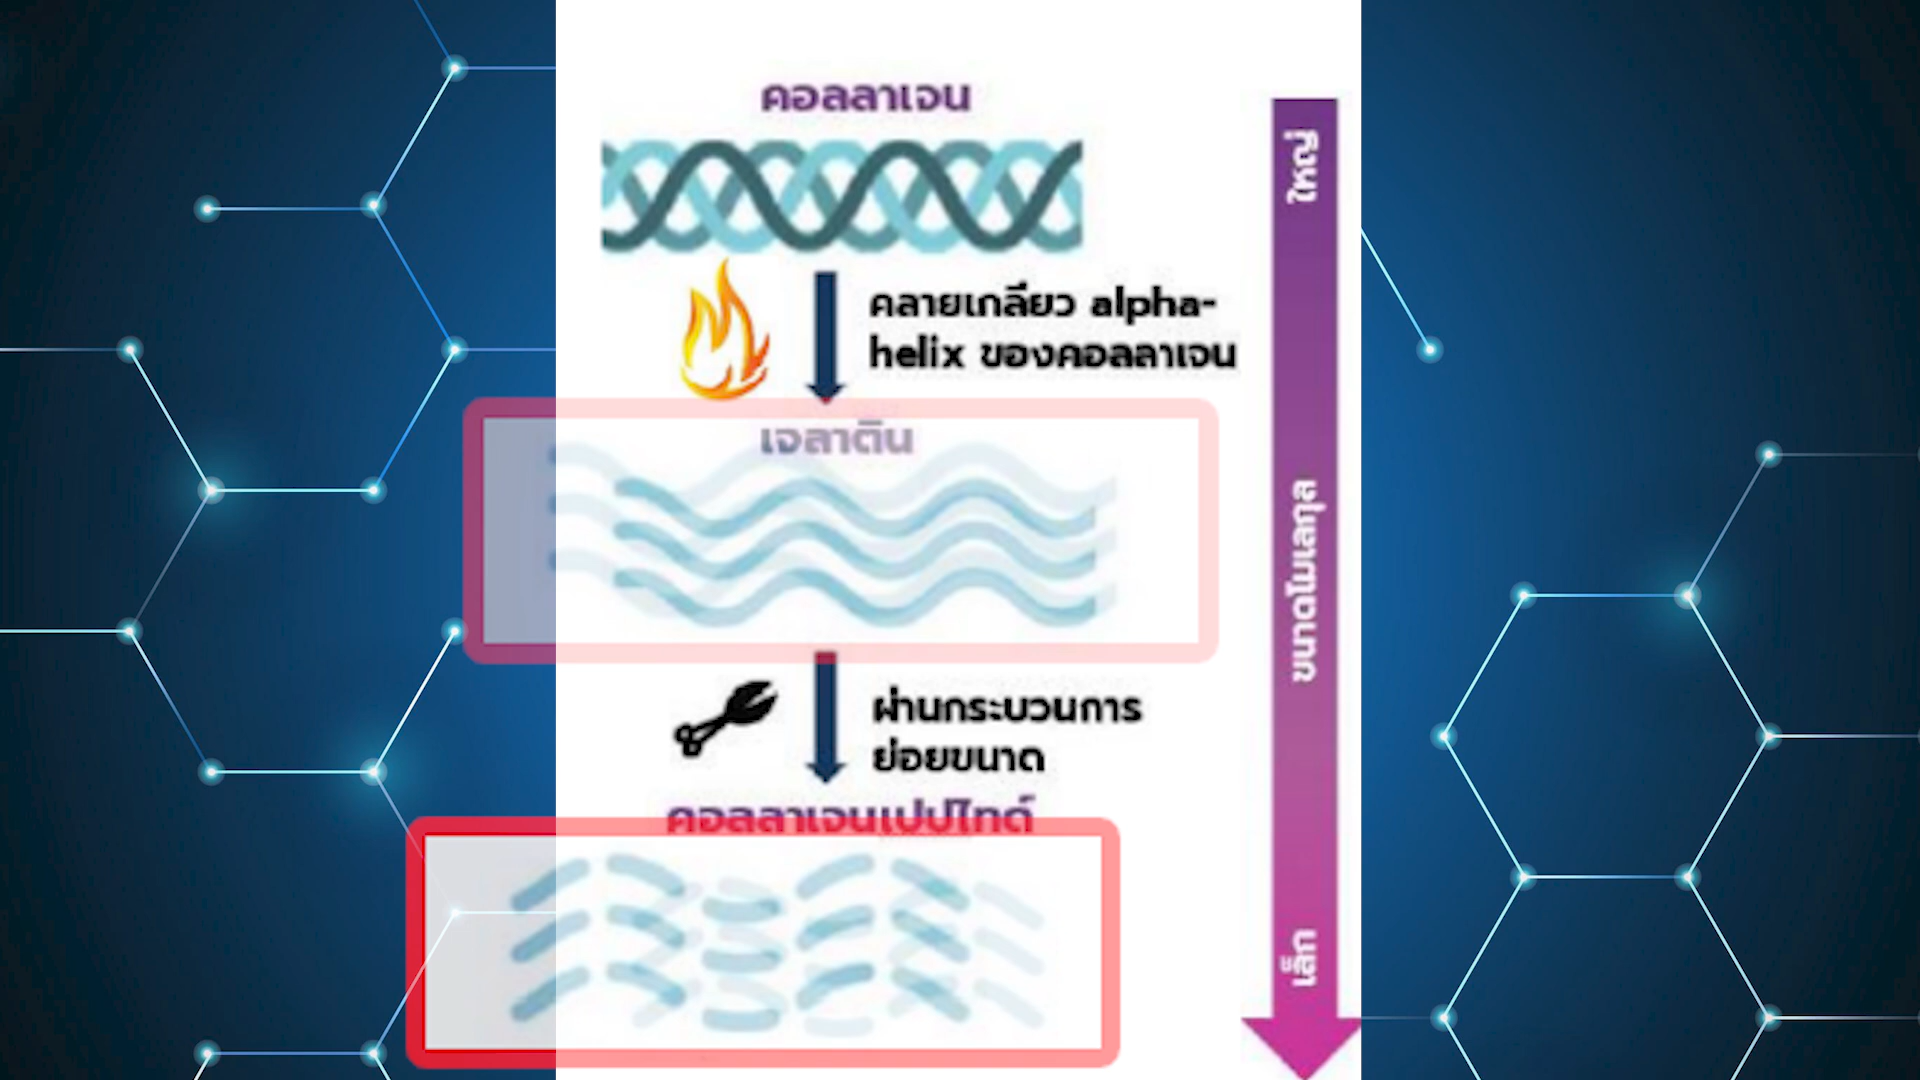 คอลลาเจน
ใหญ่
คลายเกลียว alpha-
helix ของคอลลาเจน
เจลาติน
ขนาดโมเลกุล
ผ่านกระบวนการ
ย่อยขนาด
คอลลาเจนเปปไทด์
เล็ก